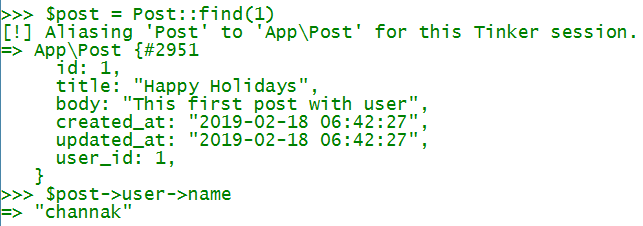 >>> $post = Post::find(1)
[!] Aliasing 'Post' to 'App\Post' for this Tinker session.
=> App\Post {#2951
     id: 1,
     title: "Happy Holidays",
     body: "This first post with user",
     created_at: "2019-02-18 06:42:27",
     updated_at: "2019-02-18 06:42:27",
     user_id: 1,
   }
>>> $post->user->name
=> "channak"